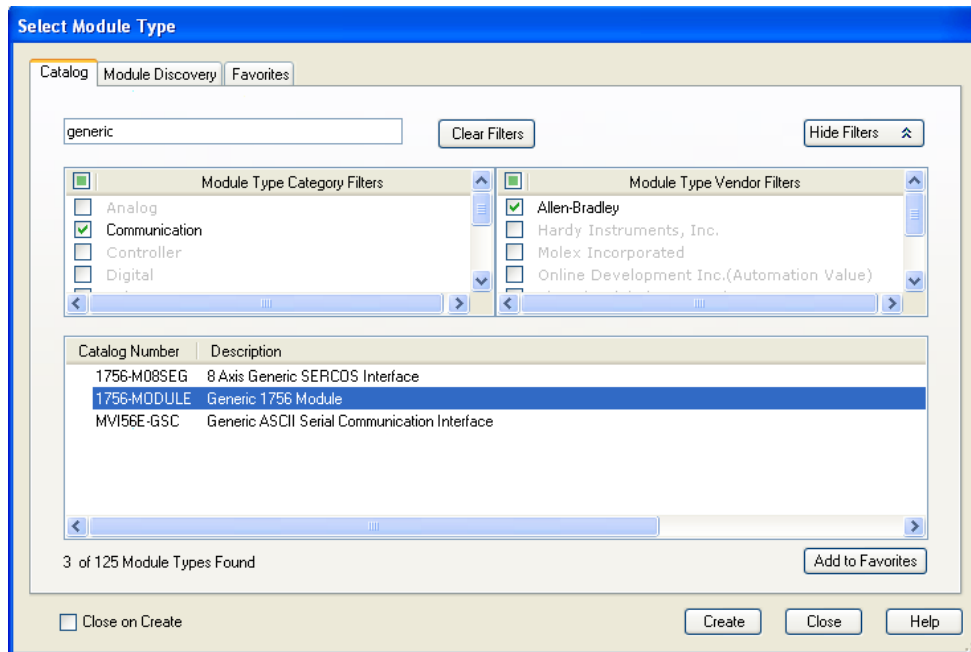 Select Module Type
Catalog Module Discovery Favorites
generic Clear Filters Hide Filters
Module Type Category Filters
Analog
Communication
Controller
Digital
Module Type Vendor Filters
Allen-Bradley
Hardy Instruments, Inc.
Molex Incorporated
Online Development Inc.(Automation Value)
Catalog Number Description
1756-M08SEG 8 Axis Generic SERCOS Interface
1756-MODULE Generic 1756 Module
MVI56E-GSC Generic ASCII Serial Communication Interface
3 of 125 Module Types Found Add to Favorites
Close on Create Create Close Help